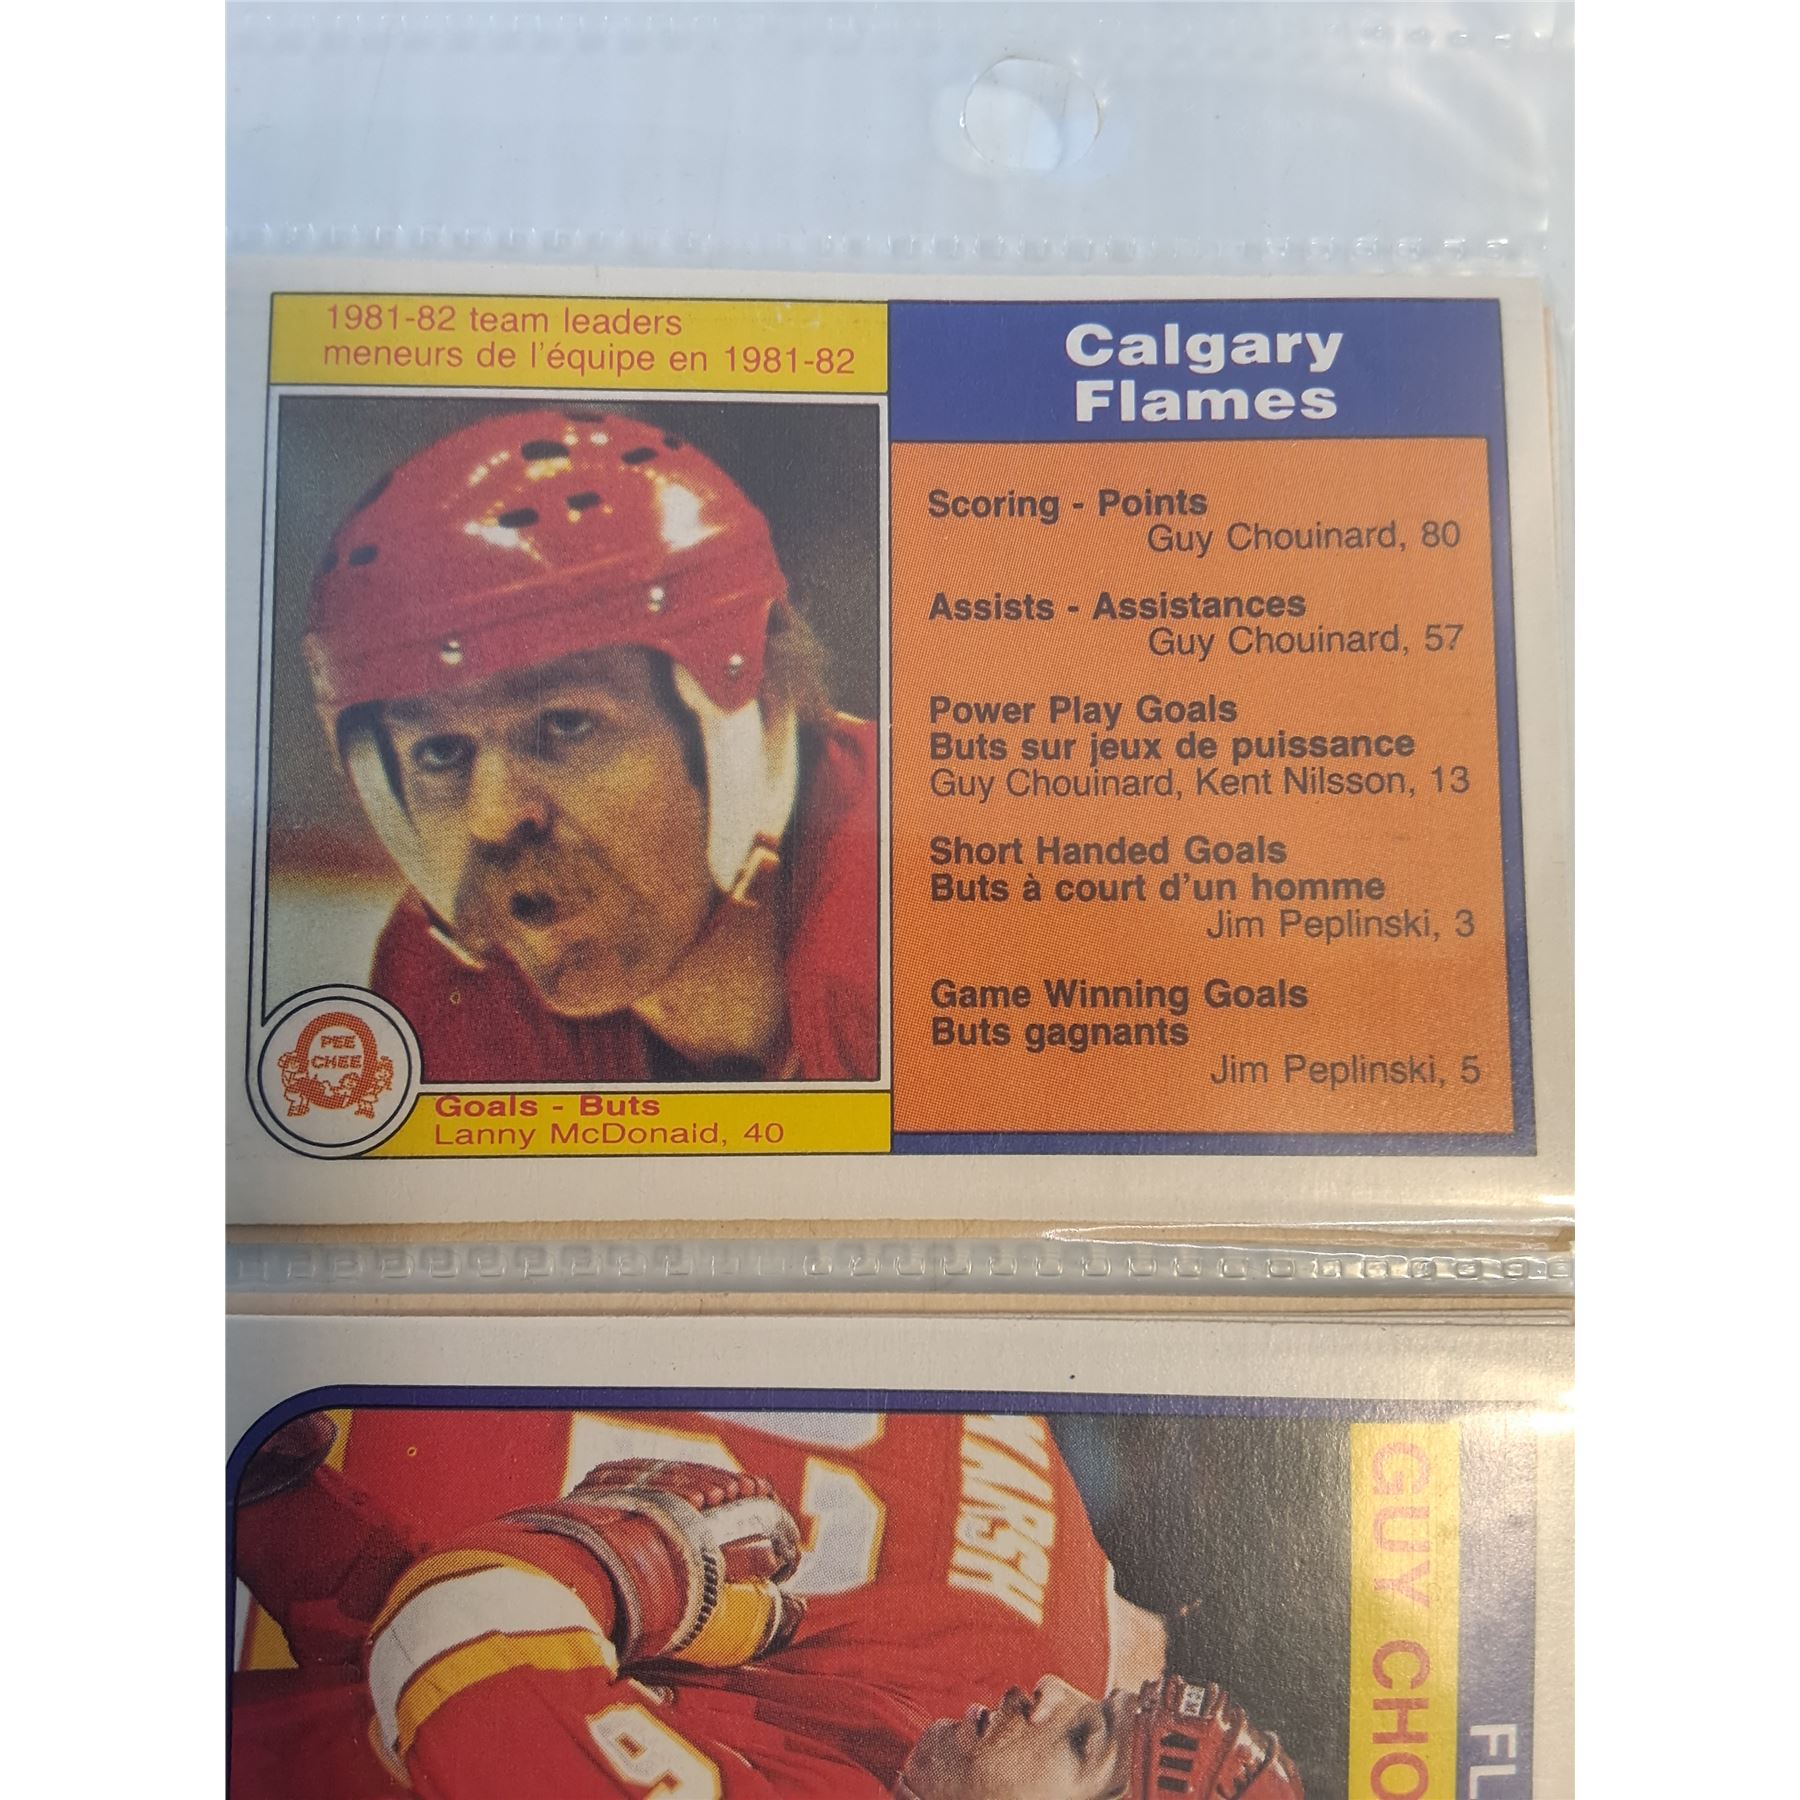 1981-82 team leaders
meneurs de l'équipe en 1981-82
Calgary
Flames
Scoring - Points
Guy Chouinard, 80
Assists - Assistances
Guy Chouinard, 57
Power Play Goals
Buts sur jeux de puissance
Guy Chouinard, Kent Nilsson, 13
Short Handed Goals
Buts à court d'un homme
Jim Peplinski, 3
Game Winning Goals
Buts gagnants
Jim Peplinski, 5
PEE
CHEE
Goals - Buts
Lanny McDonald, 40
MARSH
GUY CHO
FL